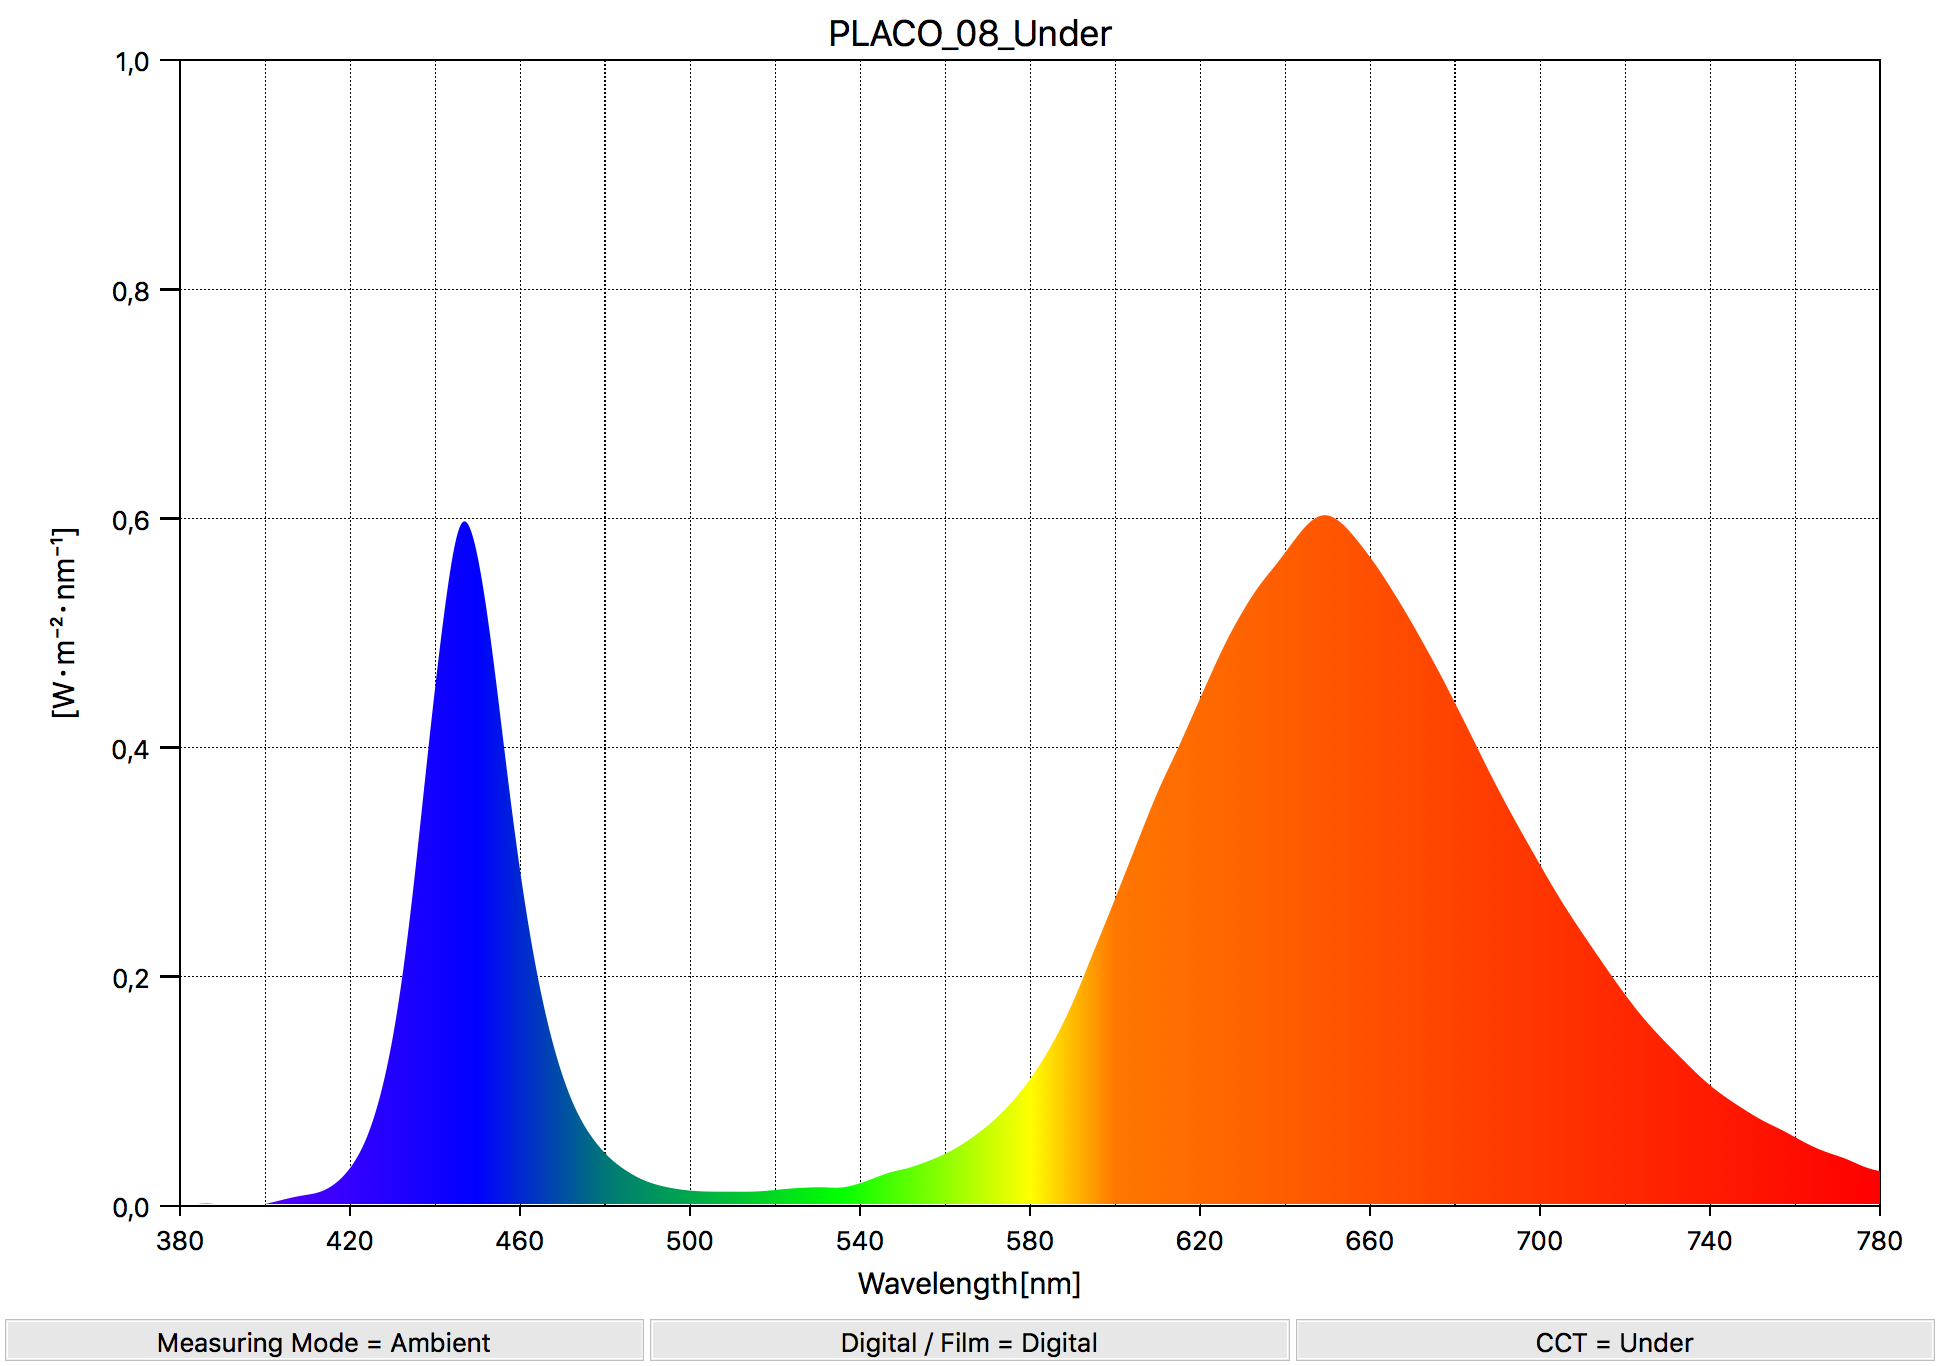 PLACO_08_Under
1,0
0,8
0,6
0,4
0,2
0,0
[W·m⁻²·nm⁻¹]
380 420 460 500 540 580 620 660 700 740 780
Wavelength[nm]
Measuring Mode = Ambient
Digital / Film = Digital
CCT = Under